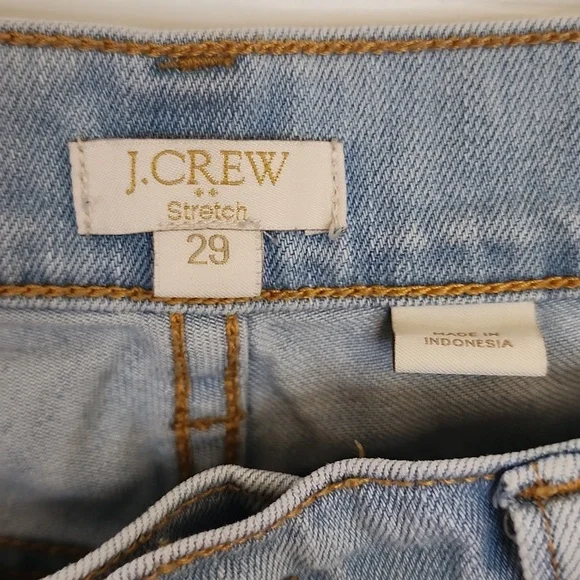 J.CREW
++
Stretch
29
MADE IN
INDONESIA